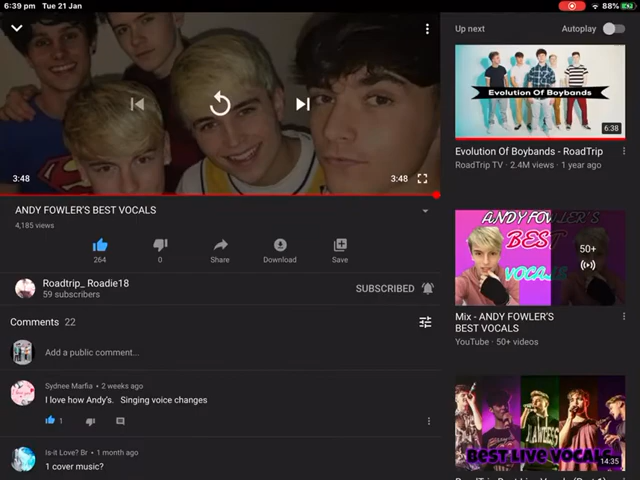 6:39 pm Tue 21 Jan
88%
3:48
3:48
ANDY FOWLER'S BEST VOCALS
4,185 views
264
0
Share
Download
Save
Roadtrip_ Roadie18
59 subscribers
SUBSCRIBED
Comments 22
Add a public comment...
Sydnee Marfia • 2 weeks ago
I love how Andy's. Singing voice changes
1
Is-it Love? Br • 1 month ago
1 cover music?
Up next
Autoplay
Evolution Of Boybands
6:38
Evolution Of Boybands - RoadTrip
RoadTrip TV · 2.4M views · 1 year ago
ANDY FOWLER'S
BEST
VOCALS
50+
Mix - ANDY FOWLER'S
BEST VOCALS
YouTube · 50+ videos
BEST LIVE VOCALS
14:35